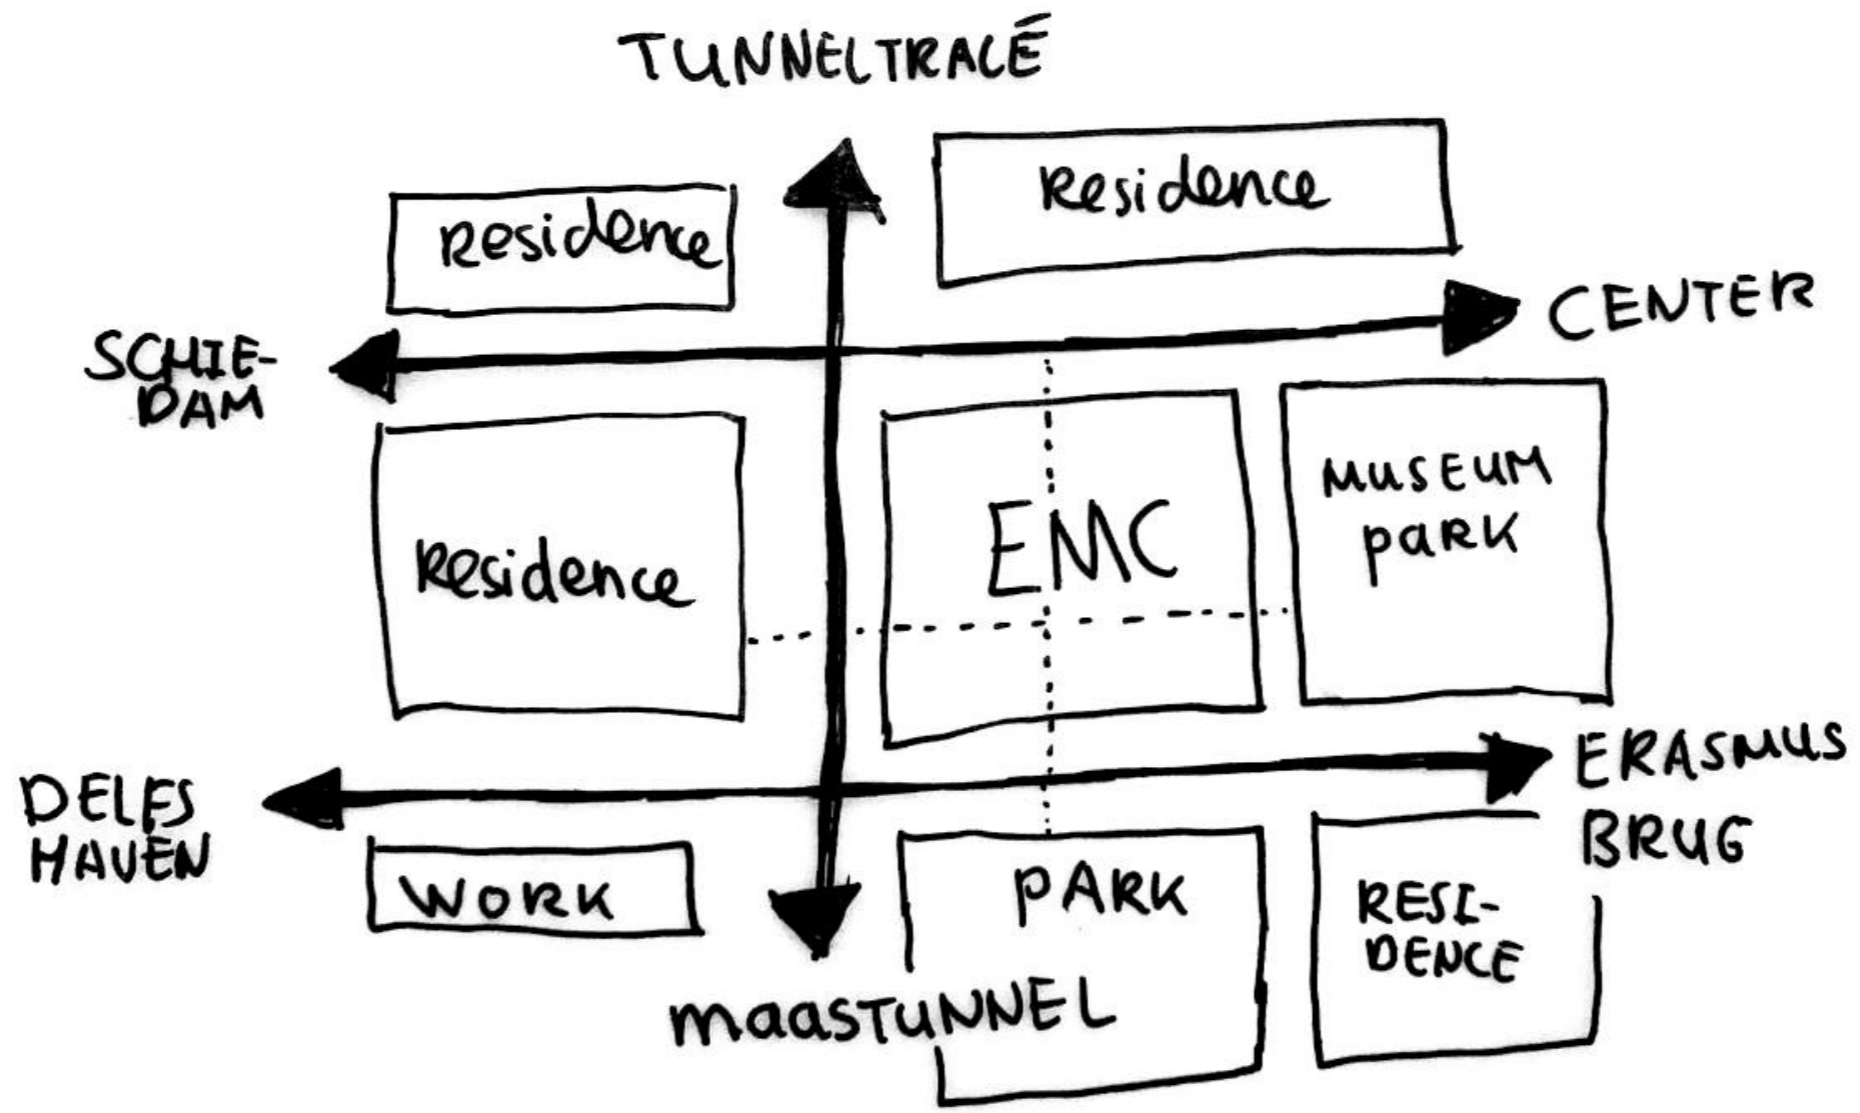 TUNNELTRACÉ
Residence
Residence
CENTER
SCHIE-
DAM
Residence
EMC
MUSEUM
PARK
ERASMUS
BRUG
DELFS
HAVEN
WORK
PARK
RESI-
DENCE
MAASTUNNEL